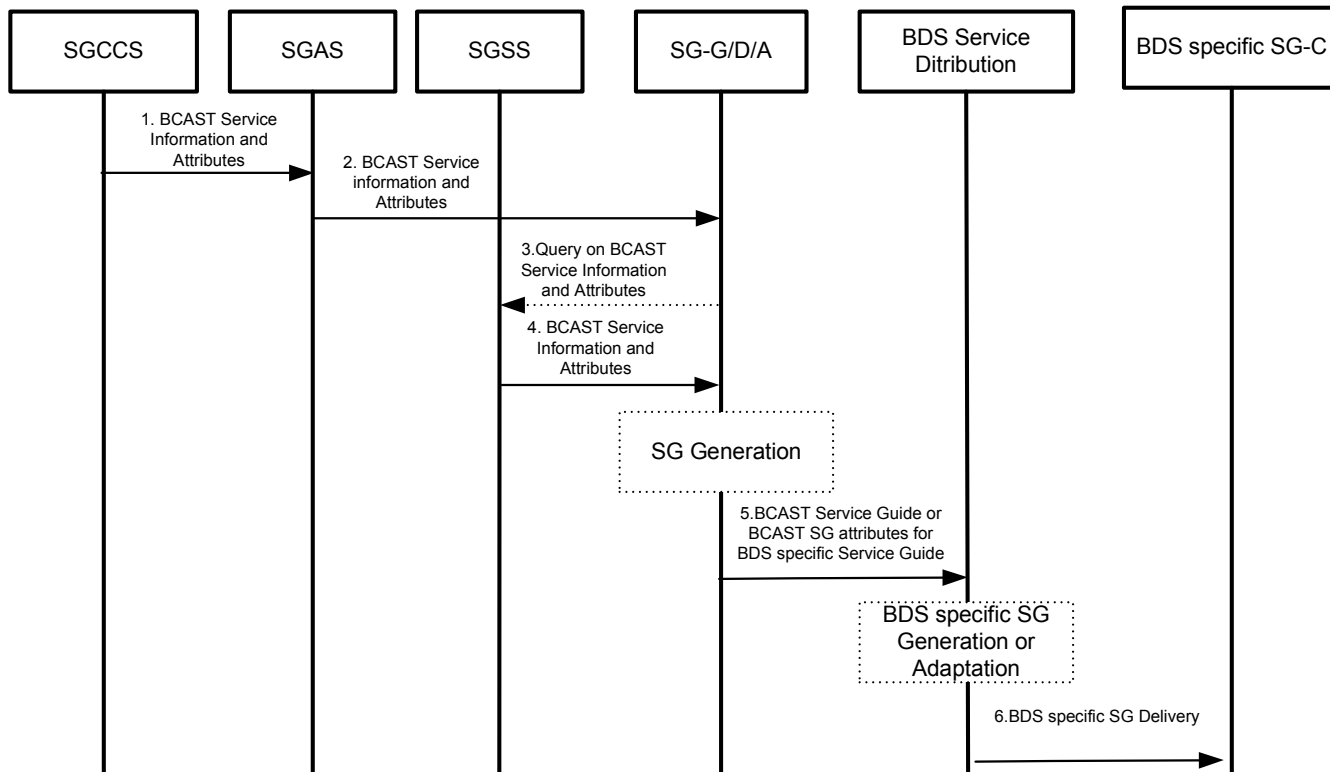 SGCCS
SGAS
SGSS
SG-G/D/A
BDS Service
Ditribution
BDS specific SG-C
1. BCAST Service
Information and
Attributes
2. BCAST Service
information and
Attributes
3.Query on BCAST
Service Information
and Attributes
4. BCAST Service
Information and
Attributes
SG Generation
5.BCAST Service Guide or
BCAST SG attributes for
BDS specific Service Guide
BDS specific SG
Generation or
Adaptation
6.BDS specific SG Delivery